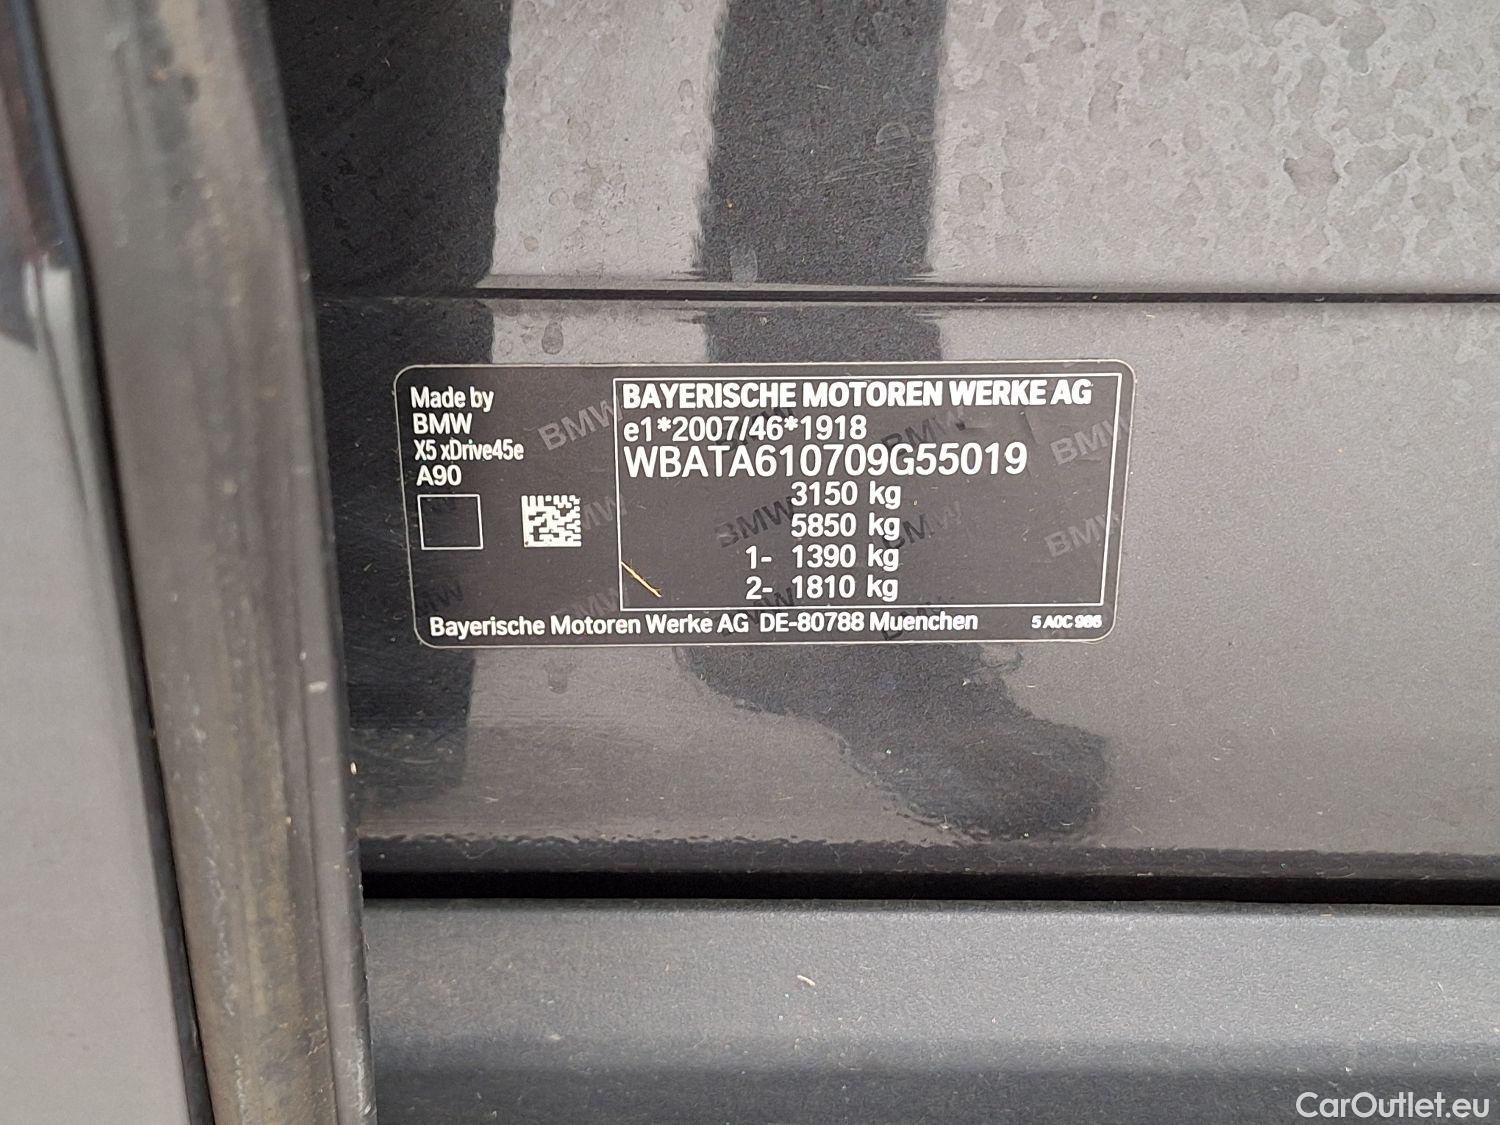 Made by
BMW
X5 xDrive45e
A90
BAYERISCHE MOTOREN WERKE AG
e1*2007/46*1918
WBATA610709G55019
3150 kg
5850 kg
1- 1390 kg
2- 1810 kg
Bayerische Motoren Werke AG DE-80788 Muenchen
5 A0C 986
CarOutlet.eu